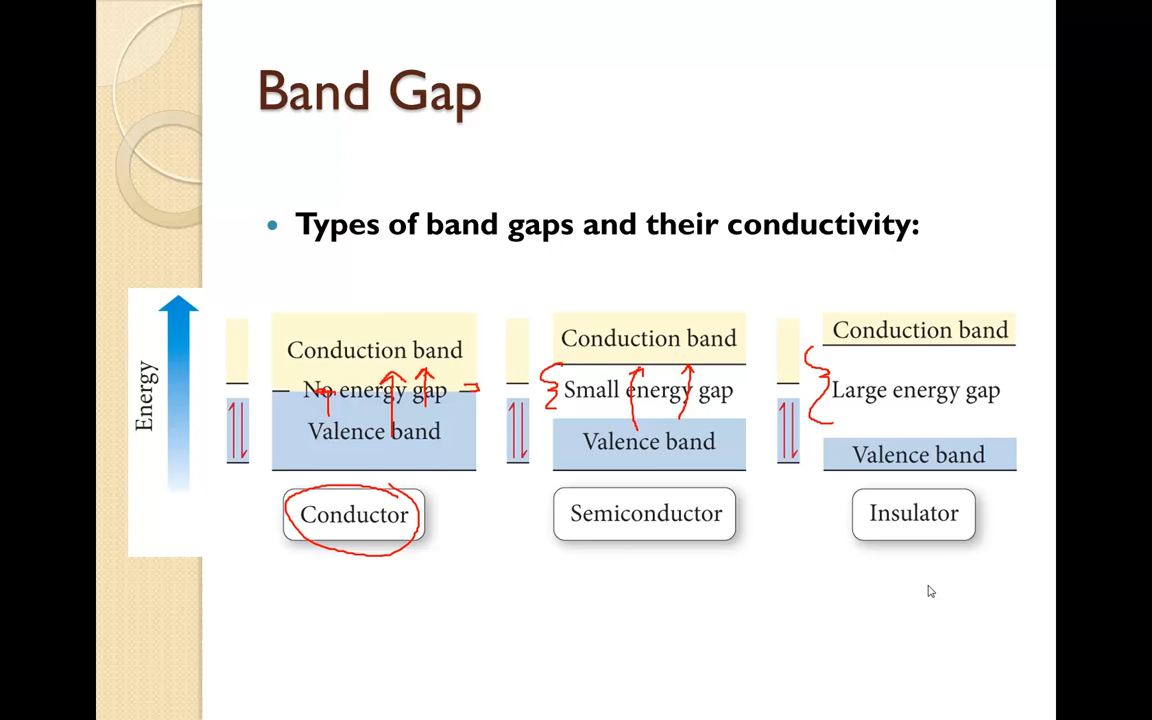 Band Gap
• Types of band gaps and their conductivity:
Energy
Conduction band
No energy gap
Valence band
Conductor
Conduction band
Small energy gap
Valence band
Semiconductor
Conduction band
Large energy gap
Valence band
Insulator